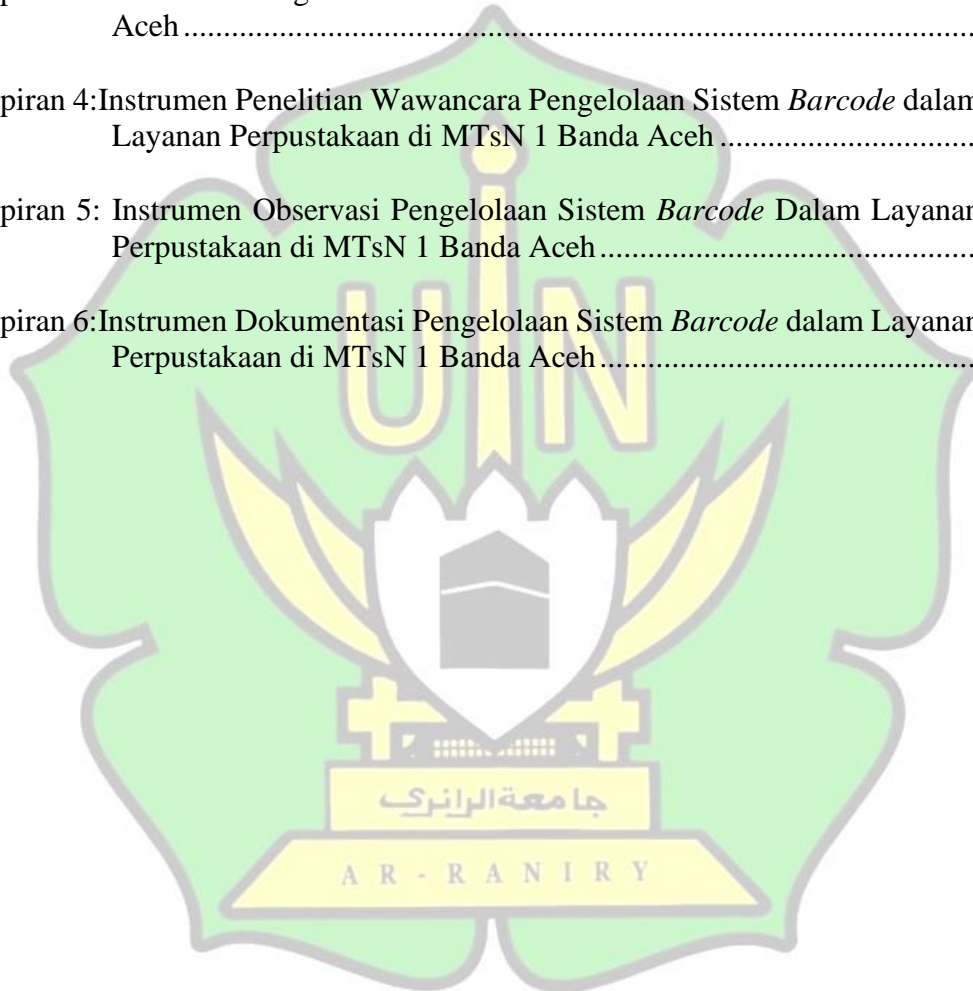 Aceh ....................................................................................................
piran 4:Instrumen Penelitian Wawancara Pengelolaan Sistem Barcode dalam
Layanan Perpustakaan di MTsN 1 Banda Aceh ................................
piran 5: Instrumen Observasi Pengelolaan Sistem Barcode Dalam Layanan
Perpustakaan di MTsN 1 Banda Aceh ...............................................
piran 6:Instrumen Dokumentasi Pengelolaan Sistem Barcode dalam Layanan
Perpustakaan di MTsN 1 Banda Aceh ...............................................
UIN
جامعة الرانري
AR-RANIRY